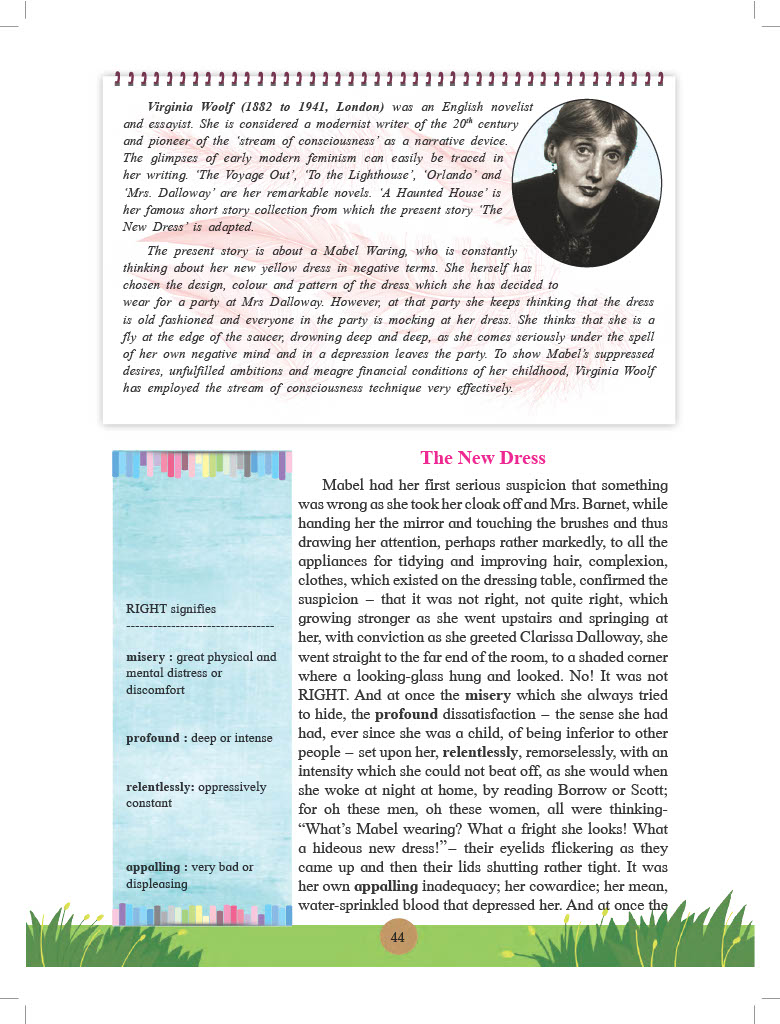 Virginia Woolf (1882 to 1941, London) was an English novelist
and essayist. She is considered a modernist writer of the 20th century
and pioneer of the ‘stream of consciousness’ as a narrative device.
The glimpses of early modern feminism can easily be traced in
her writing. ‘The Voyage Out’, ‘To the Lighthouse’, ‘Orlando’ and
‘Mrs. Dalloway’ are her remarkable novels. ‘A Haunted House’ is
her famous short story collection from which the present story ‘The
New Dress’ is adapted.
The present story is about a Mabel Waring, who is constantly
thinking about her new yellow dress in negative terms. She herself has
chosen the design, colour and pattern of the dress which she has decided to
wear for a party at Mrs Dalloway. However, at that party she keeps thinking that the dress
is old fashioned and everyone in the party is mocking at her dress. She thinks that she is a
fly at the edge of the saucer, drowning deep and deep, as she comes seriously under the spell
of her own negative mind and in a depression leaves the party. To show Mabel’s suppressed
desires, unfulfilled ambitions and meagre financial conditions of her childhood, Virginia Woolf
has employed the stream of consciousness technique very effectively.
RIGHT signifies
---------------------------------
misery : great physical and
mental distress or
discomfort
profound : deep or intense
relentlessly: oppressively
constant
appalling : very bad or
displeasing
The New Dress
Mabel had her first serious suspicion that something
was wrong as she took her cloak off and Mrs. Barnet, while
handing her the mirror and touching the brushes and thus
drawing her attention, perhaps rather markedly, to all the
appliances for tidying and improving hair, complexion,
clothes, which existed on the dressing table, confirmed the
suspicion – that it was not right, not quite right, which
growing stronger as she went upstairs and springing at
her, with conviction as she greeted Clarissa Dalloway, she
went straight to the far end of the room, to a shaded corner
where a looking-glass hung and looked. No! It was not
RIGHT. And at once the misery which she always tried
to hide, the profound dissatisfaction – the sense she had
had, ever since she was a child, of being inferior to other
people – set upon her, relentlessly, remorselessly, with an
intensity which she could not beat off, as she would when
she woke at night at home, by reading Borrow or Scott;
for oh these men, oh these women, all were thinking-
“What’s Mabel wearing? What a fright she looks! What
a hideous new dress!”– their eyelids flickering as they
came up and then their lids shutting rather tight. It was
her own appalling inadequacy; her cowardice; her mean,
water-sprinkled blood that depressed her. And at once the
44